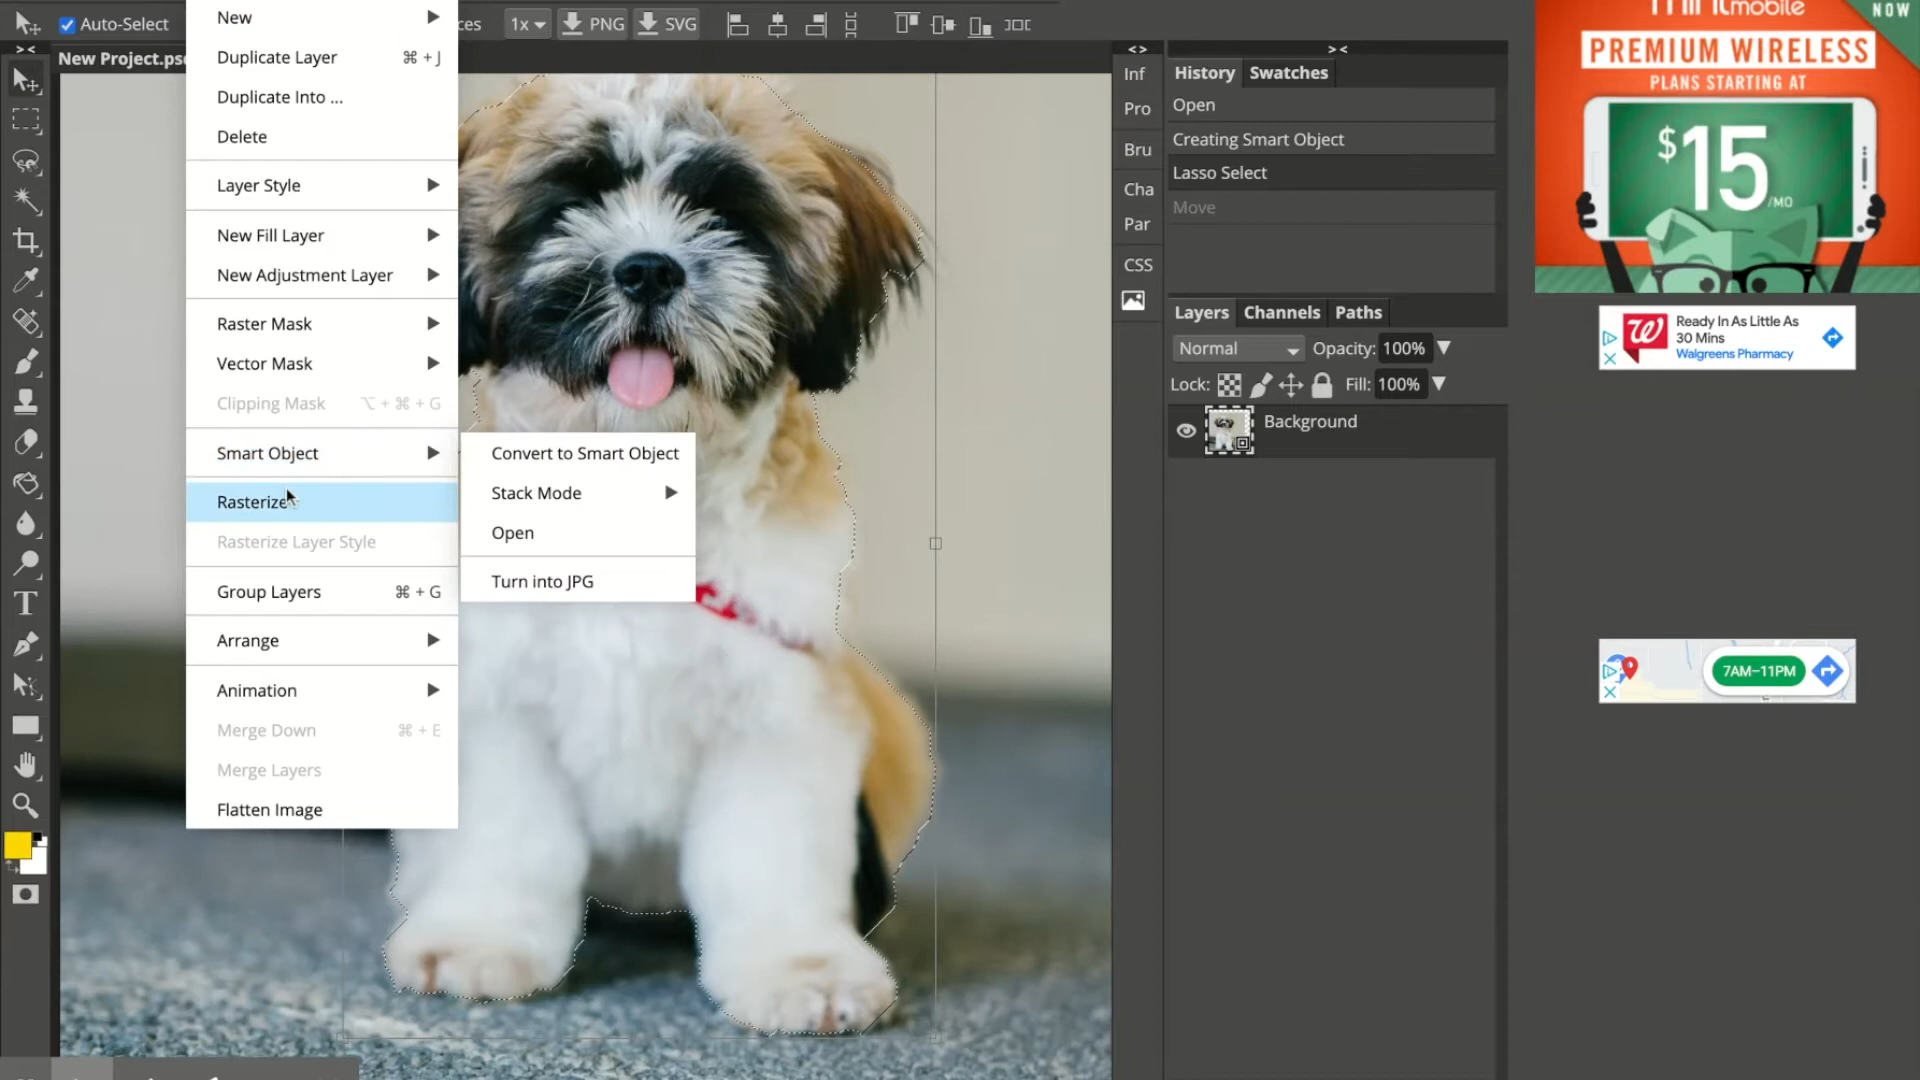 Auto-Select
ces
1x
PNG
SVG
New Project.ps
New
Duplicate Layer ⌘ + J
Duplicate Into ...
Delete
Layer Style
New Fill Layer
New Adjustment Layer
Raster Mask
Vector Mask
Clipping Mask ⌥ + ⌘ + G
Smart Object
Rasterize
Rasterize Layer Style
Group Layers ⌘ + G
Arrange
Animation
Merge Down ⌘ + E
Merge Layers
Flatten Image
Convert to Smart Object
Stack Mode
Open
Turn into JPG
Inf
Pro
Bru
Cha
Par
CSS
History Swatches
Open
Creating Smart Object
Lasso Select
Move
Layers Channels Paths
Normal Opacity: 100%
Lock: Fill: 100%
Background
mobile
NOW
PREMIUM WIRELESS
PLANS STARTING AT
$15/MO
Ready In As Little As
30 Mins
Walgreens Pharmacy
7AM–11PM